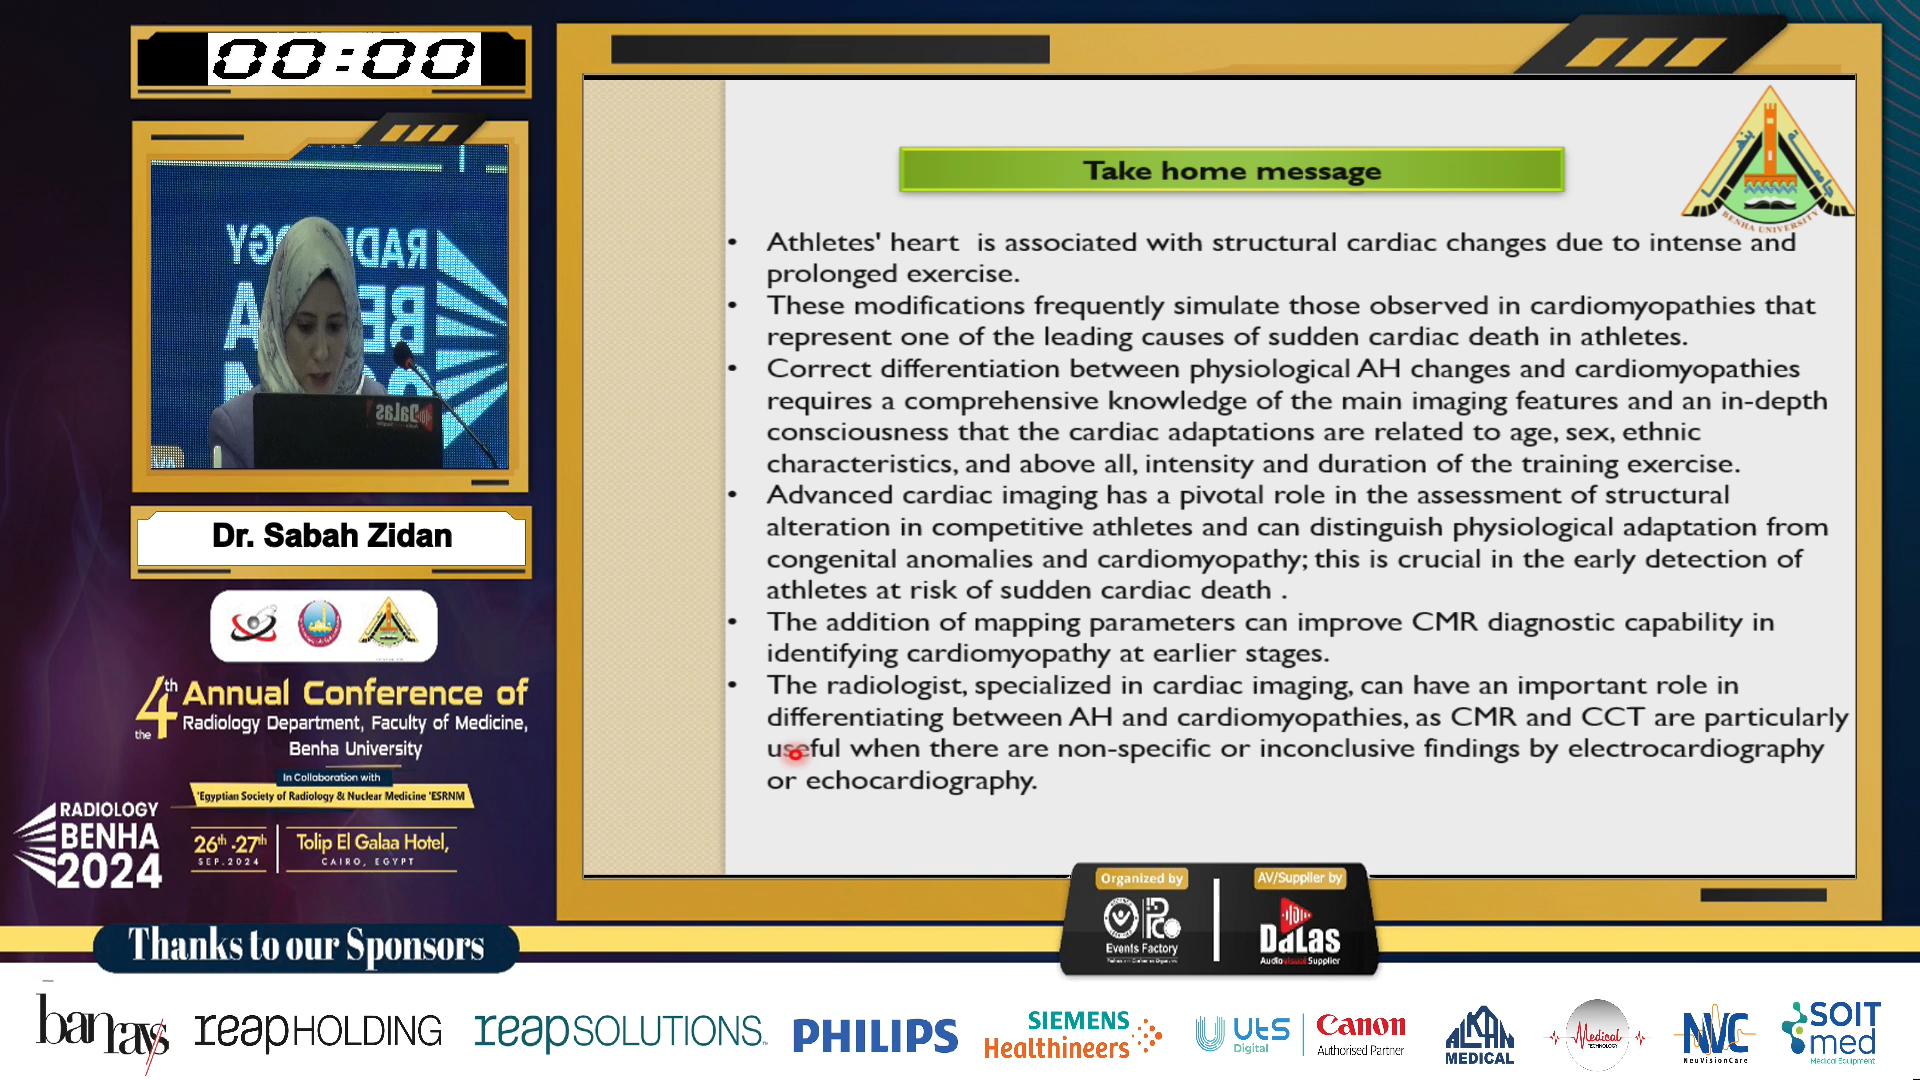 00:00
Dr. Sabah Zidan
the 4th Annual Conference of
Radiology Department, Faculty of Medicine,
Benha University
In Collaboration with
'Egyptian Society of Radiology & Nuclear Medicine 'ESRNM
RADIOLOGY
BENHA
2024
26th -27th
SEP.2024
Tolip El Galaa Hotel,
CAIRO, EGYPT
Take home message
BENHA UNIVERSITY
• Athletes' heart is associated with structural cardiac changes due to intense and
prolonged exercise.
• These modifications frequently simulate those observed in cardiomyopathies that
represent one of the leading causes of sudden cardiac death in athletes.
• Correct differentiation between physiological AH changes and cardiomyopathies
requires a comprehensive knowledge of the main imaging features and an in-depth
consciousness that the cardiac adaptations are related to age, sex, ethnic
characteristics, and above all, intensity and duration of the training exercise.
• Advanced cardiac imaging has a pivotal role in the assessment of structural
alteration in competitive athletes and can distinguish physiological adaptation from
congenital anomalies and cardiomyopathy; this is crucial in the early detection of
athletes at risk of sudden cardiac death .
• The addition of mapping parameters can improve CMR diagnostic capability in
identifying cardiomyopathy at earlier stages.
• The radiologist, specialized in cardiac imaging, can have an important role in
differentiating between AH and cardiomyopathies, as CMR and CCT are particularly
useful when there are non-specific or inconclusive findings by electrocardiography
or echocardiography.
Organized by
Events Factory
AV/Supplier by
DaLas
Audiovisual Supplier
Thanks to our Sponsors
banrays
reapHOLDING
reapSOLUTIONS
PHILIPS
SIEMENS
Healthineers
UTS
Digital
Canon
Authorised Partner
ALKAN
MEDICAL
Medical
TECHNOLOGY
NVC
NeuVisionCare
SOIT
med
Medical Equipment